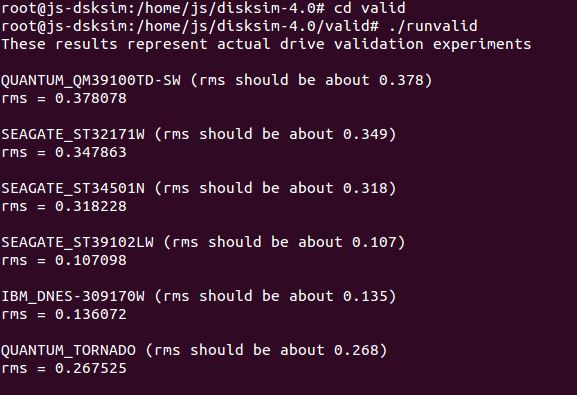 root@js-dsksim:/home/js/disksim-4.0# cd valid
root@js-dsksim:/home/js/disksim-4.0/valid# ./runvalid
These results represent actual drive validation experiments
QUANTUM_QM39100TD-SW (rms should be about 0.378)
rms = 0.378078
SEAGATE_ST32171W (rms should be about 0.349)
rms = 0.347863
SEAGATE_ST34501N (rms should be about 0.318)
rms = 0.318228
SEAGATE_ST39102LW (rms should be about 0.107)
rms = 0.107098
IBM_DNES-309170W (rms should be about 0.135)
rms = 0.136072
QUANTUM_TORNADO (rms should be about 0.268)
rms = 0.267525